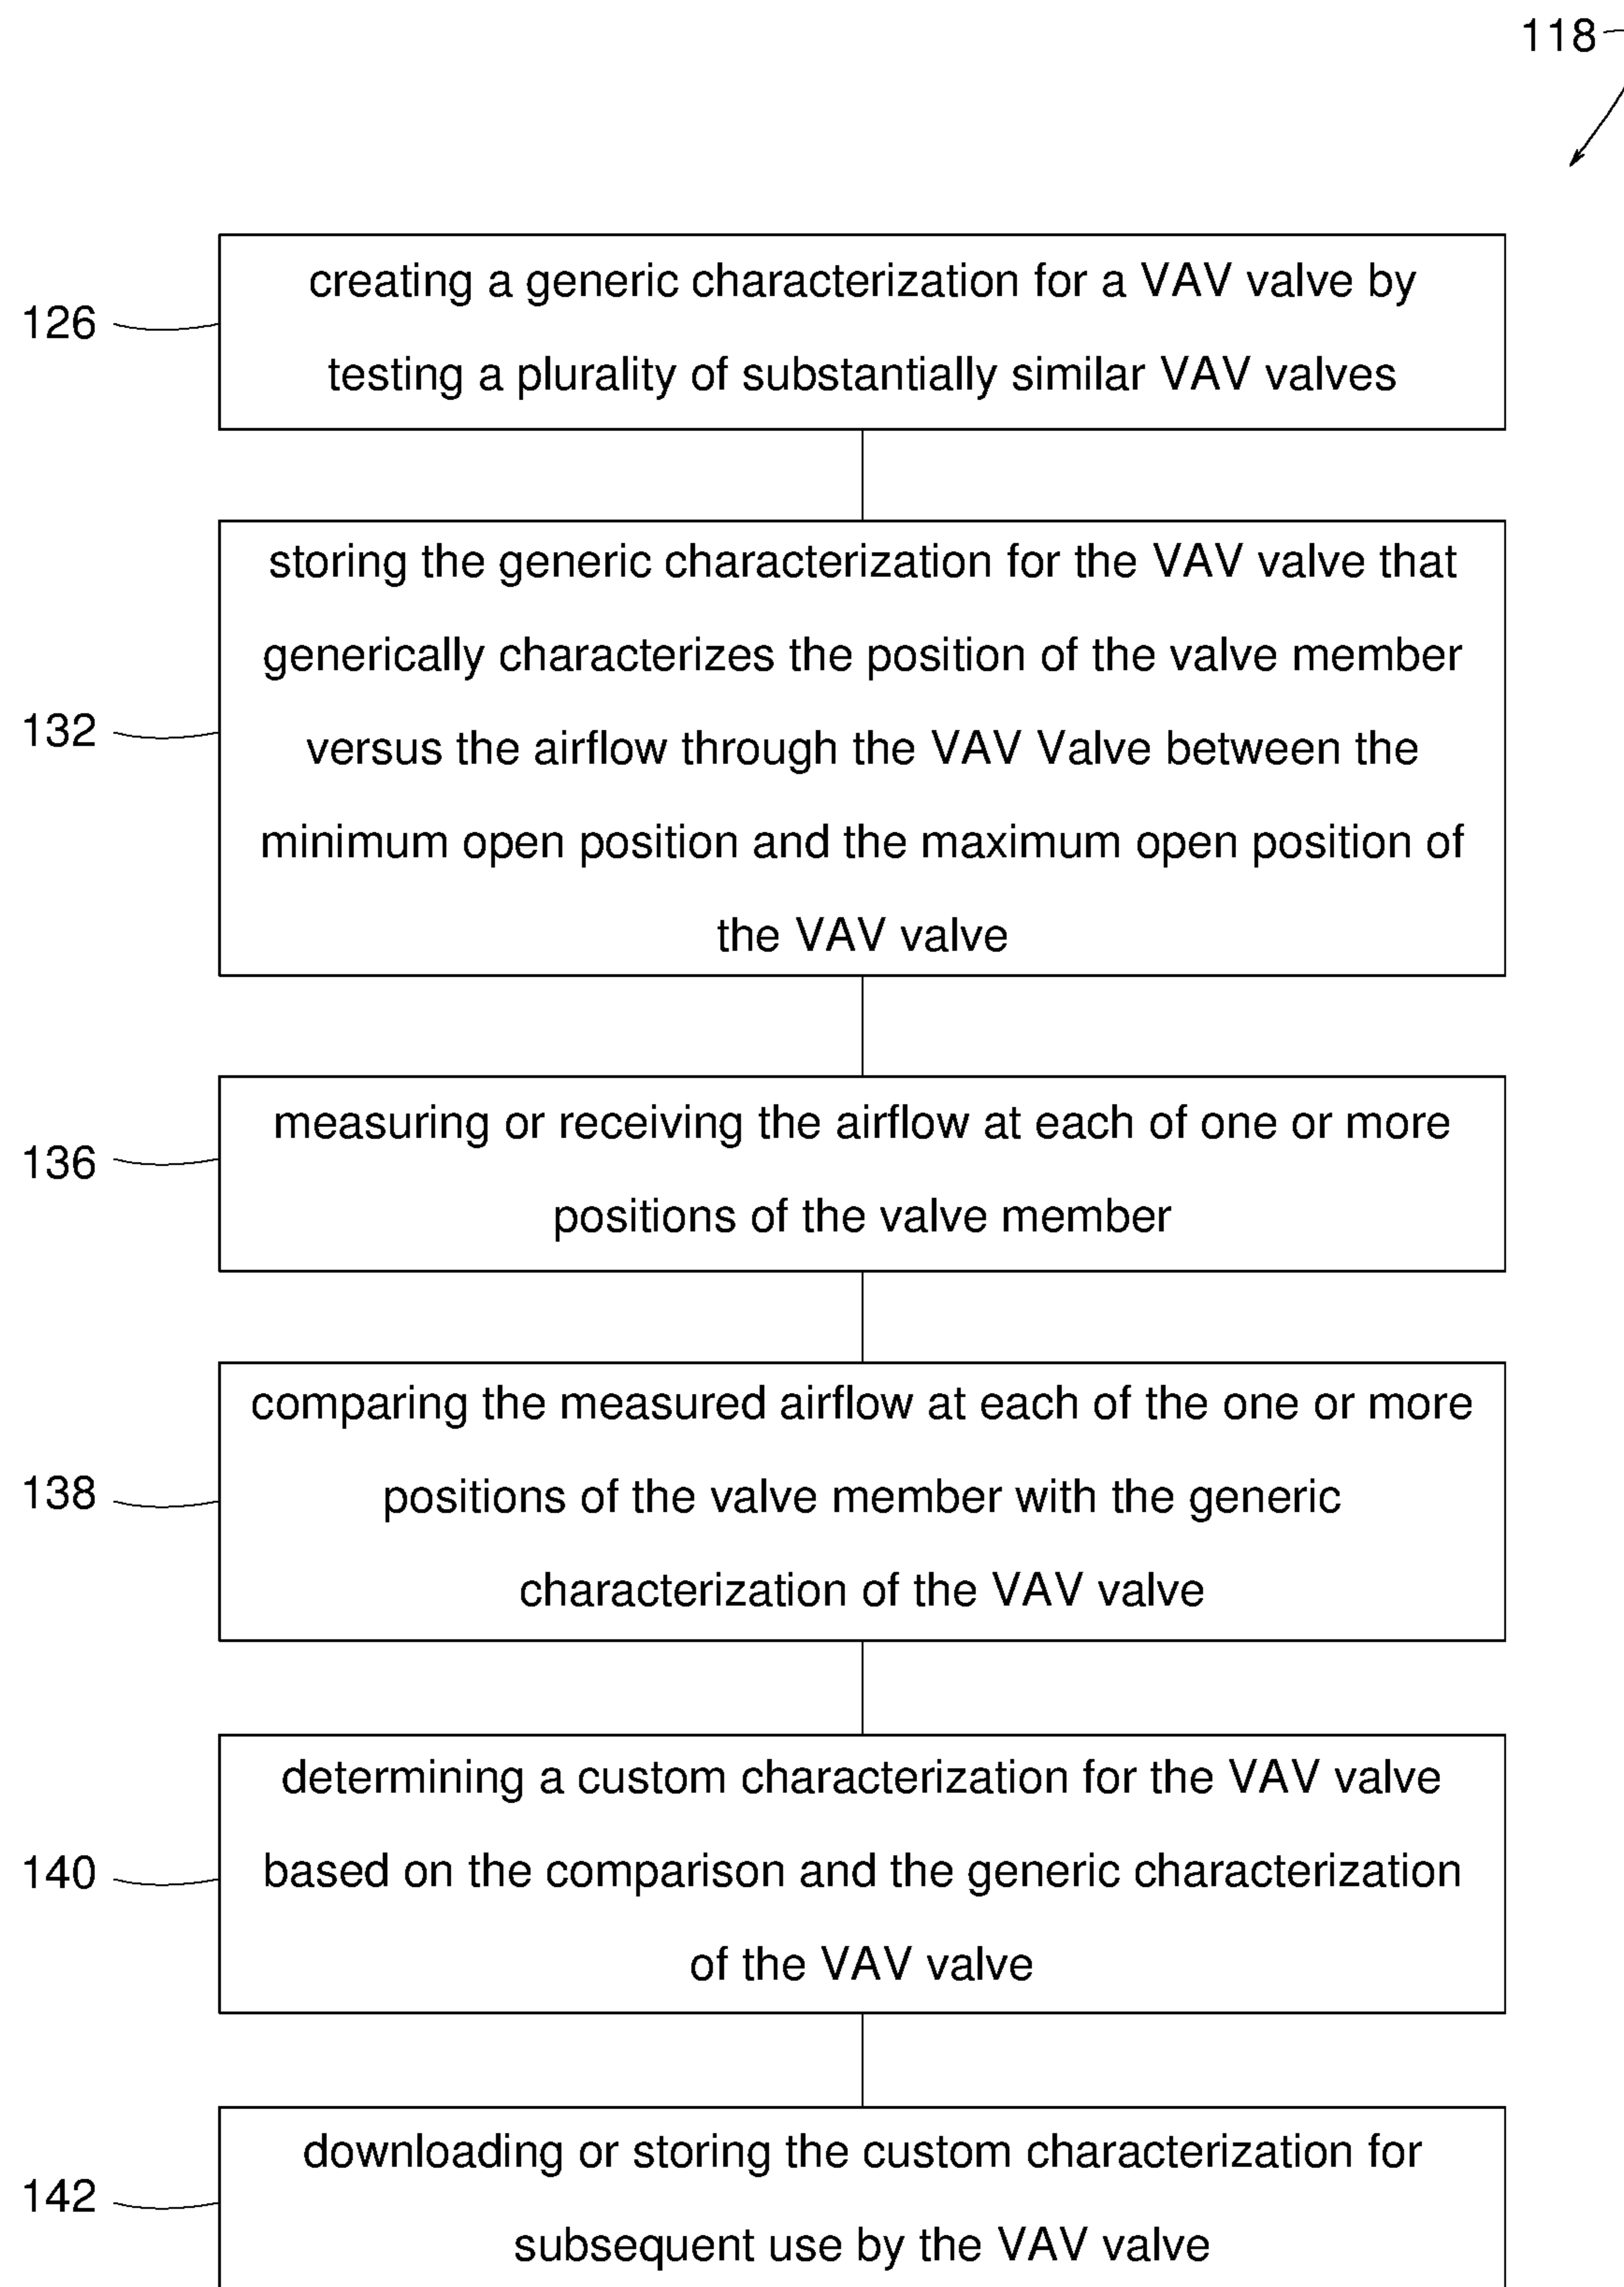 118
creating a generic characterization for a VAV valve by
testing a plurality of substantially similar VAV valves
126
storing the generic characterization for the VAV valve that
generically characterizes the position of the valve member
versus the airflow through the VAV Valve between the
minimum open position and the maximum open position of
the VAV valve
132
measuring or receiving the airflow at each of one or more
positions of the valve member
136
comparing the measured airflow at each of the one or more
positions of the valve member with the generic
characterization of the VAV valve
138
determining a custom characterization for the VAV valve
based on the comparison and the generic characterization
of the VAV valve
140
downloading or storing the custom characterization for
subsequent use by the VAV valve
142